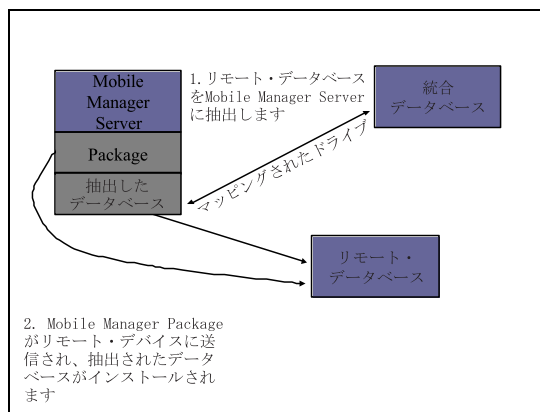 Mobile
Manager
Server
Package
抽出した
データベース
1.リモート・データベース
をMobile Manager Server
に抽出します
統合
データベース
マッピングされたドライブ
リモート・
データベース
2. Mobile Manager Package
がリモート・デバイスに送
信され、抽出されたデータ
ベースがインストールされ
ます